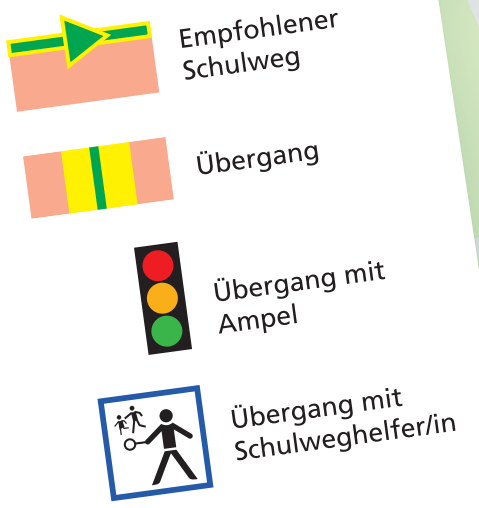 Empfohlener
Schulweg
Übergang
Übergang mit
Ampel
Übergang mit
Schulweghelfer/in